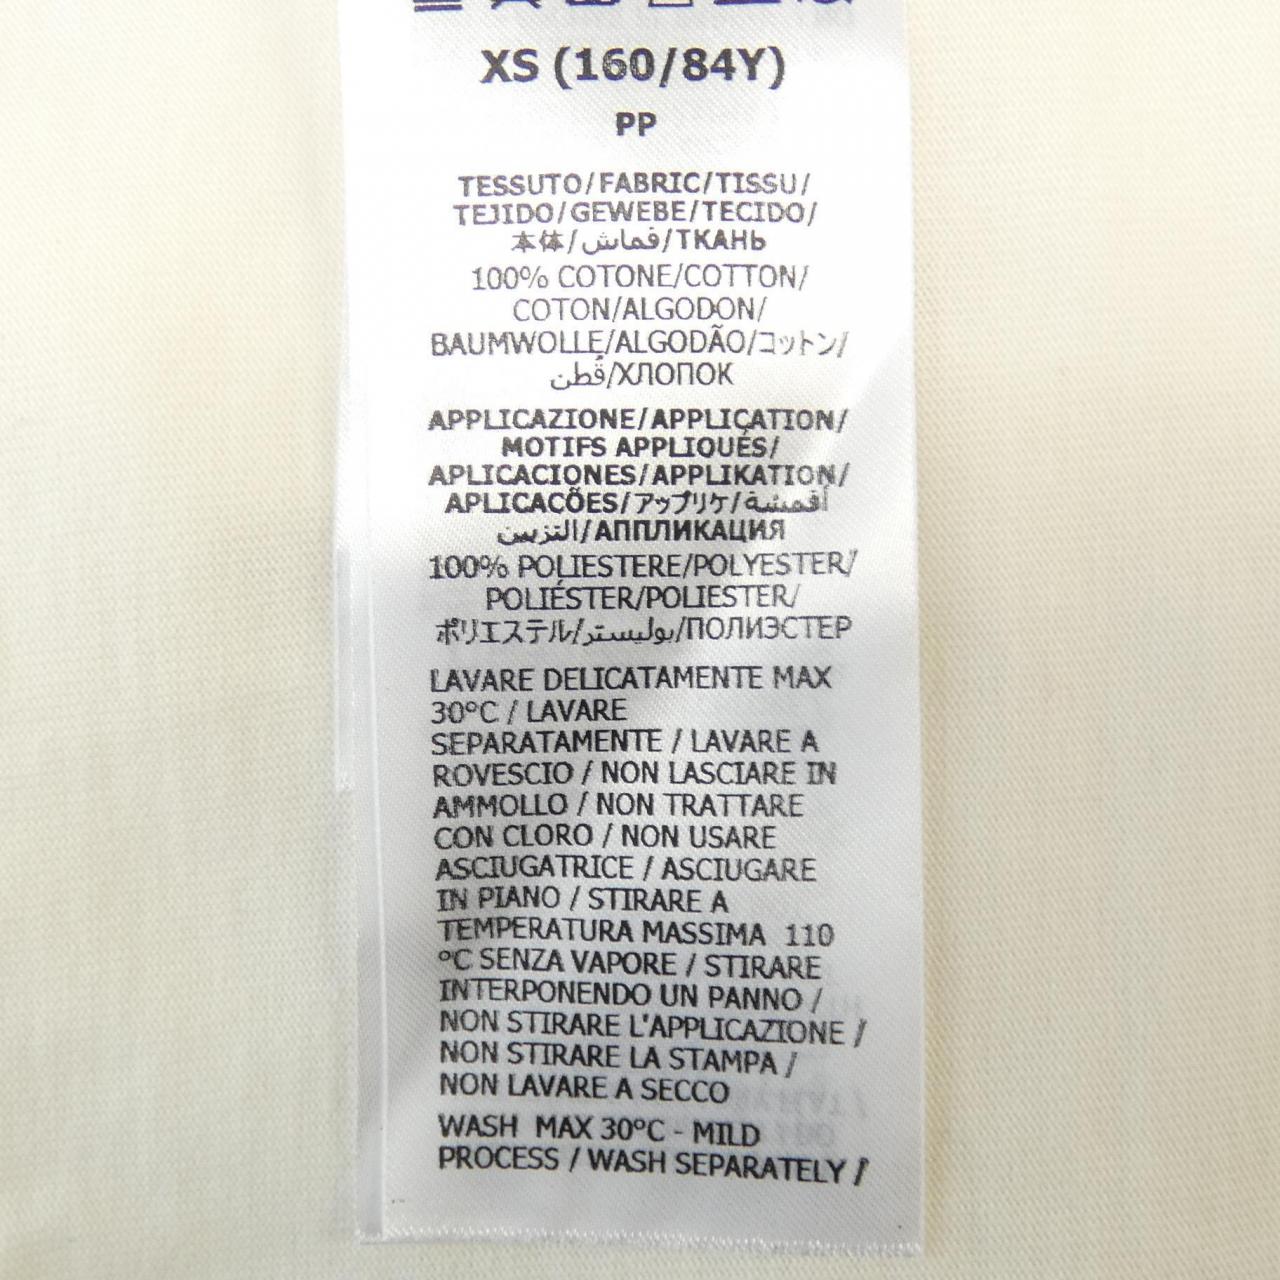 XS (160/84Y)
PP
TESSUTO/FABRIC/TISSU/
TEJIDO/GEWEBE/TECIDO/
本体/قماش/ТКАНЬ
100% COTONE/COTTON/
COTON/ALGODON/
BAUMWOLLE/ALGODÃO/コットン/
قطن/ХЛОПОК
APPLICAZIONE/APPLICATION/
MOTIFS APPLIQUÉS/
APLICACIONES/APPLIKATION/
APLICAÇÕES/アップリケ/أقمشة
التزيين/АППЛИКАЦИЯ
100% POLIESTERE/POLYESTER/
POLIÉSTER/POLIESTER/
ポリエステル/بوليستر/ПОЛИЭСТЕР
LAVARE DELICATAMENTE MAX
30°C / LAVARE
SEPARATAMENTE / LAVARE A
ROVESCIO / NON LASCIARE IN
AMMOLLO / NON TRATTARE
CON CLORO / NON USARE
ASCIUGATRICE / ASCIUGARE
IN PIANO / STIRARE A
TEMPERATURA MASSIMA 110
°C SENZA VAPORE / STIRARE
INTERPONENDO UN PANNO /
NON STIRARE L'APPLICAZIONE /
NON STIRARE LA STAMPA /
NON LAVARE A SECCO
WASH MAX 30°C - MILD
PROCESS / WASH SEPARATELY /